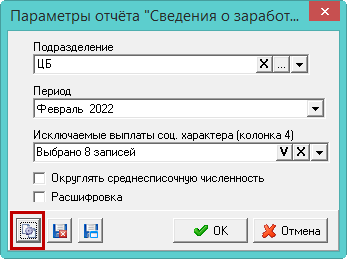 Параметры отчёта "Сведения о заработ...
Подразделение
ЦБ
Период
Февраль 2022
Исключаемые выплаты соц. характера (колонка 4)
Выбрано 8 записей
Округлять среднесписочную численность
Расшифровка
OK
Отмена